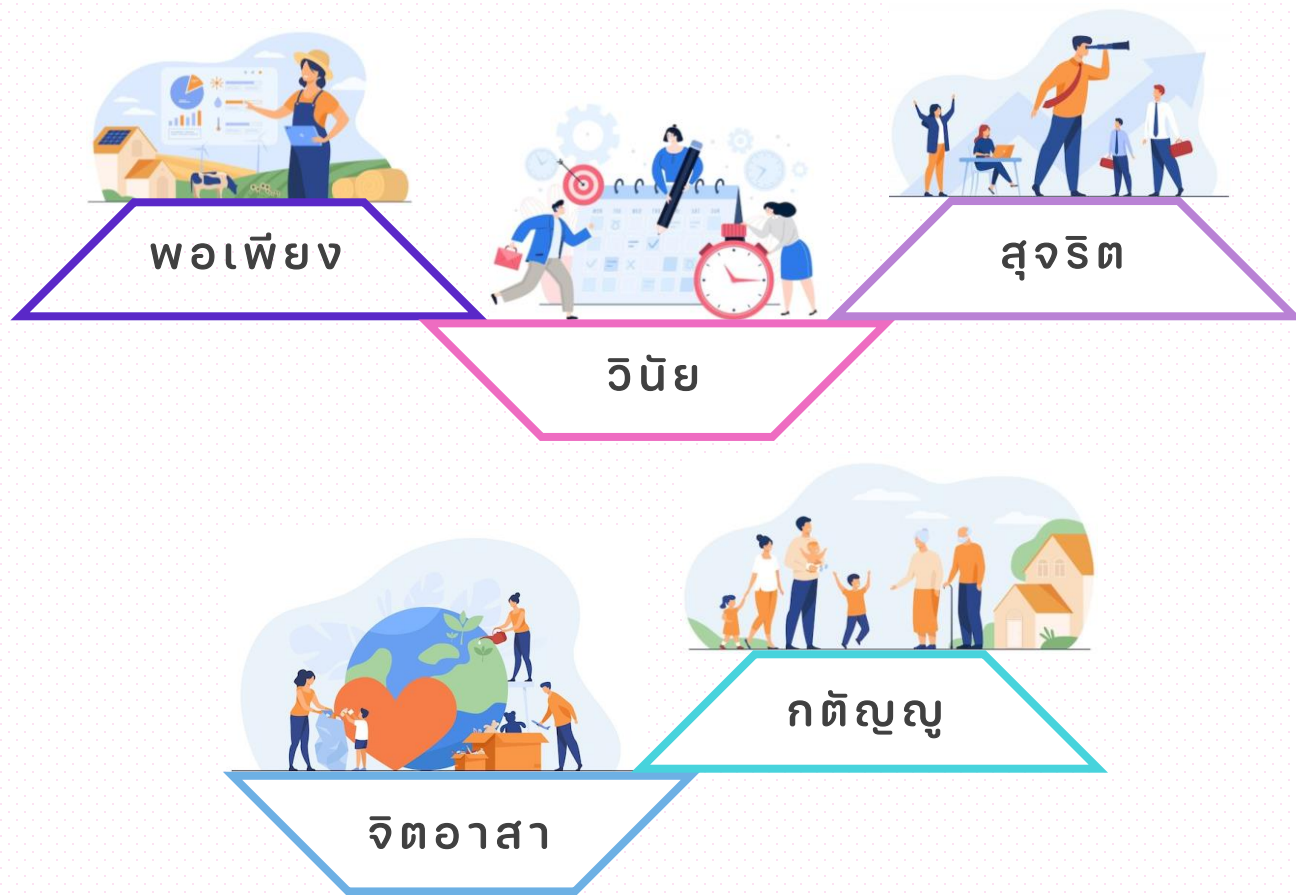 พอเพียง
วินัย
สุจริต
จิตอาสา
กตัญญู